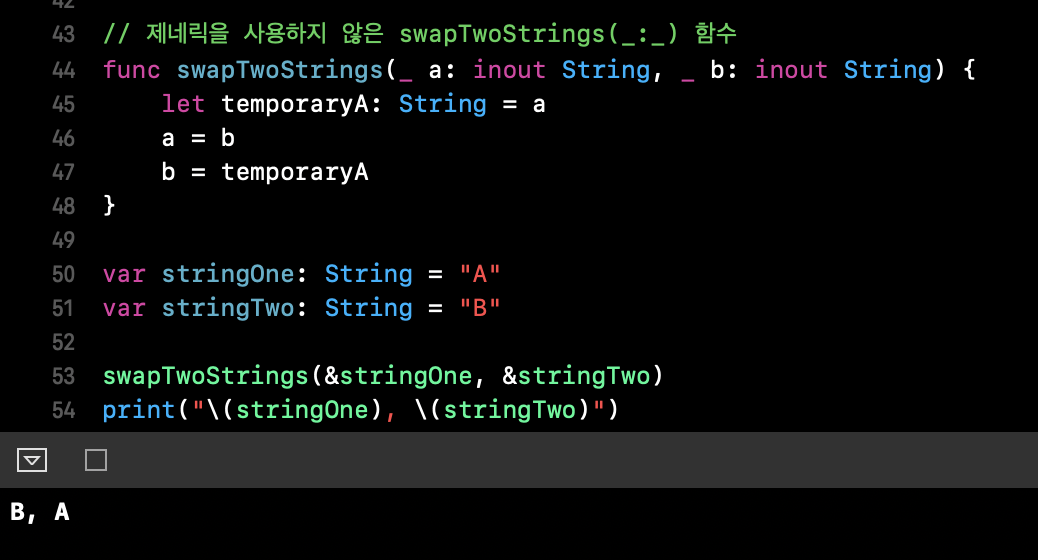 42
43 // 제네릭을 사용하지 않은 swapTwoStrings(_:_) 함수
44 func swapTwoStrings(_ a: inout String, _ b: inout String) {
45     let temporaryA: String = a
46     a = b
47     b = temporaryA
48 }
49
50 var stringOne: String = "A"
51 var stringTwo: String = "B"
52
53 swapTwoStrings(&stringOne, &stringTwo)
54 print("\(stringOne), \(stringTwo)")
B, A